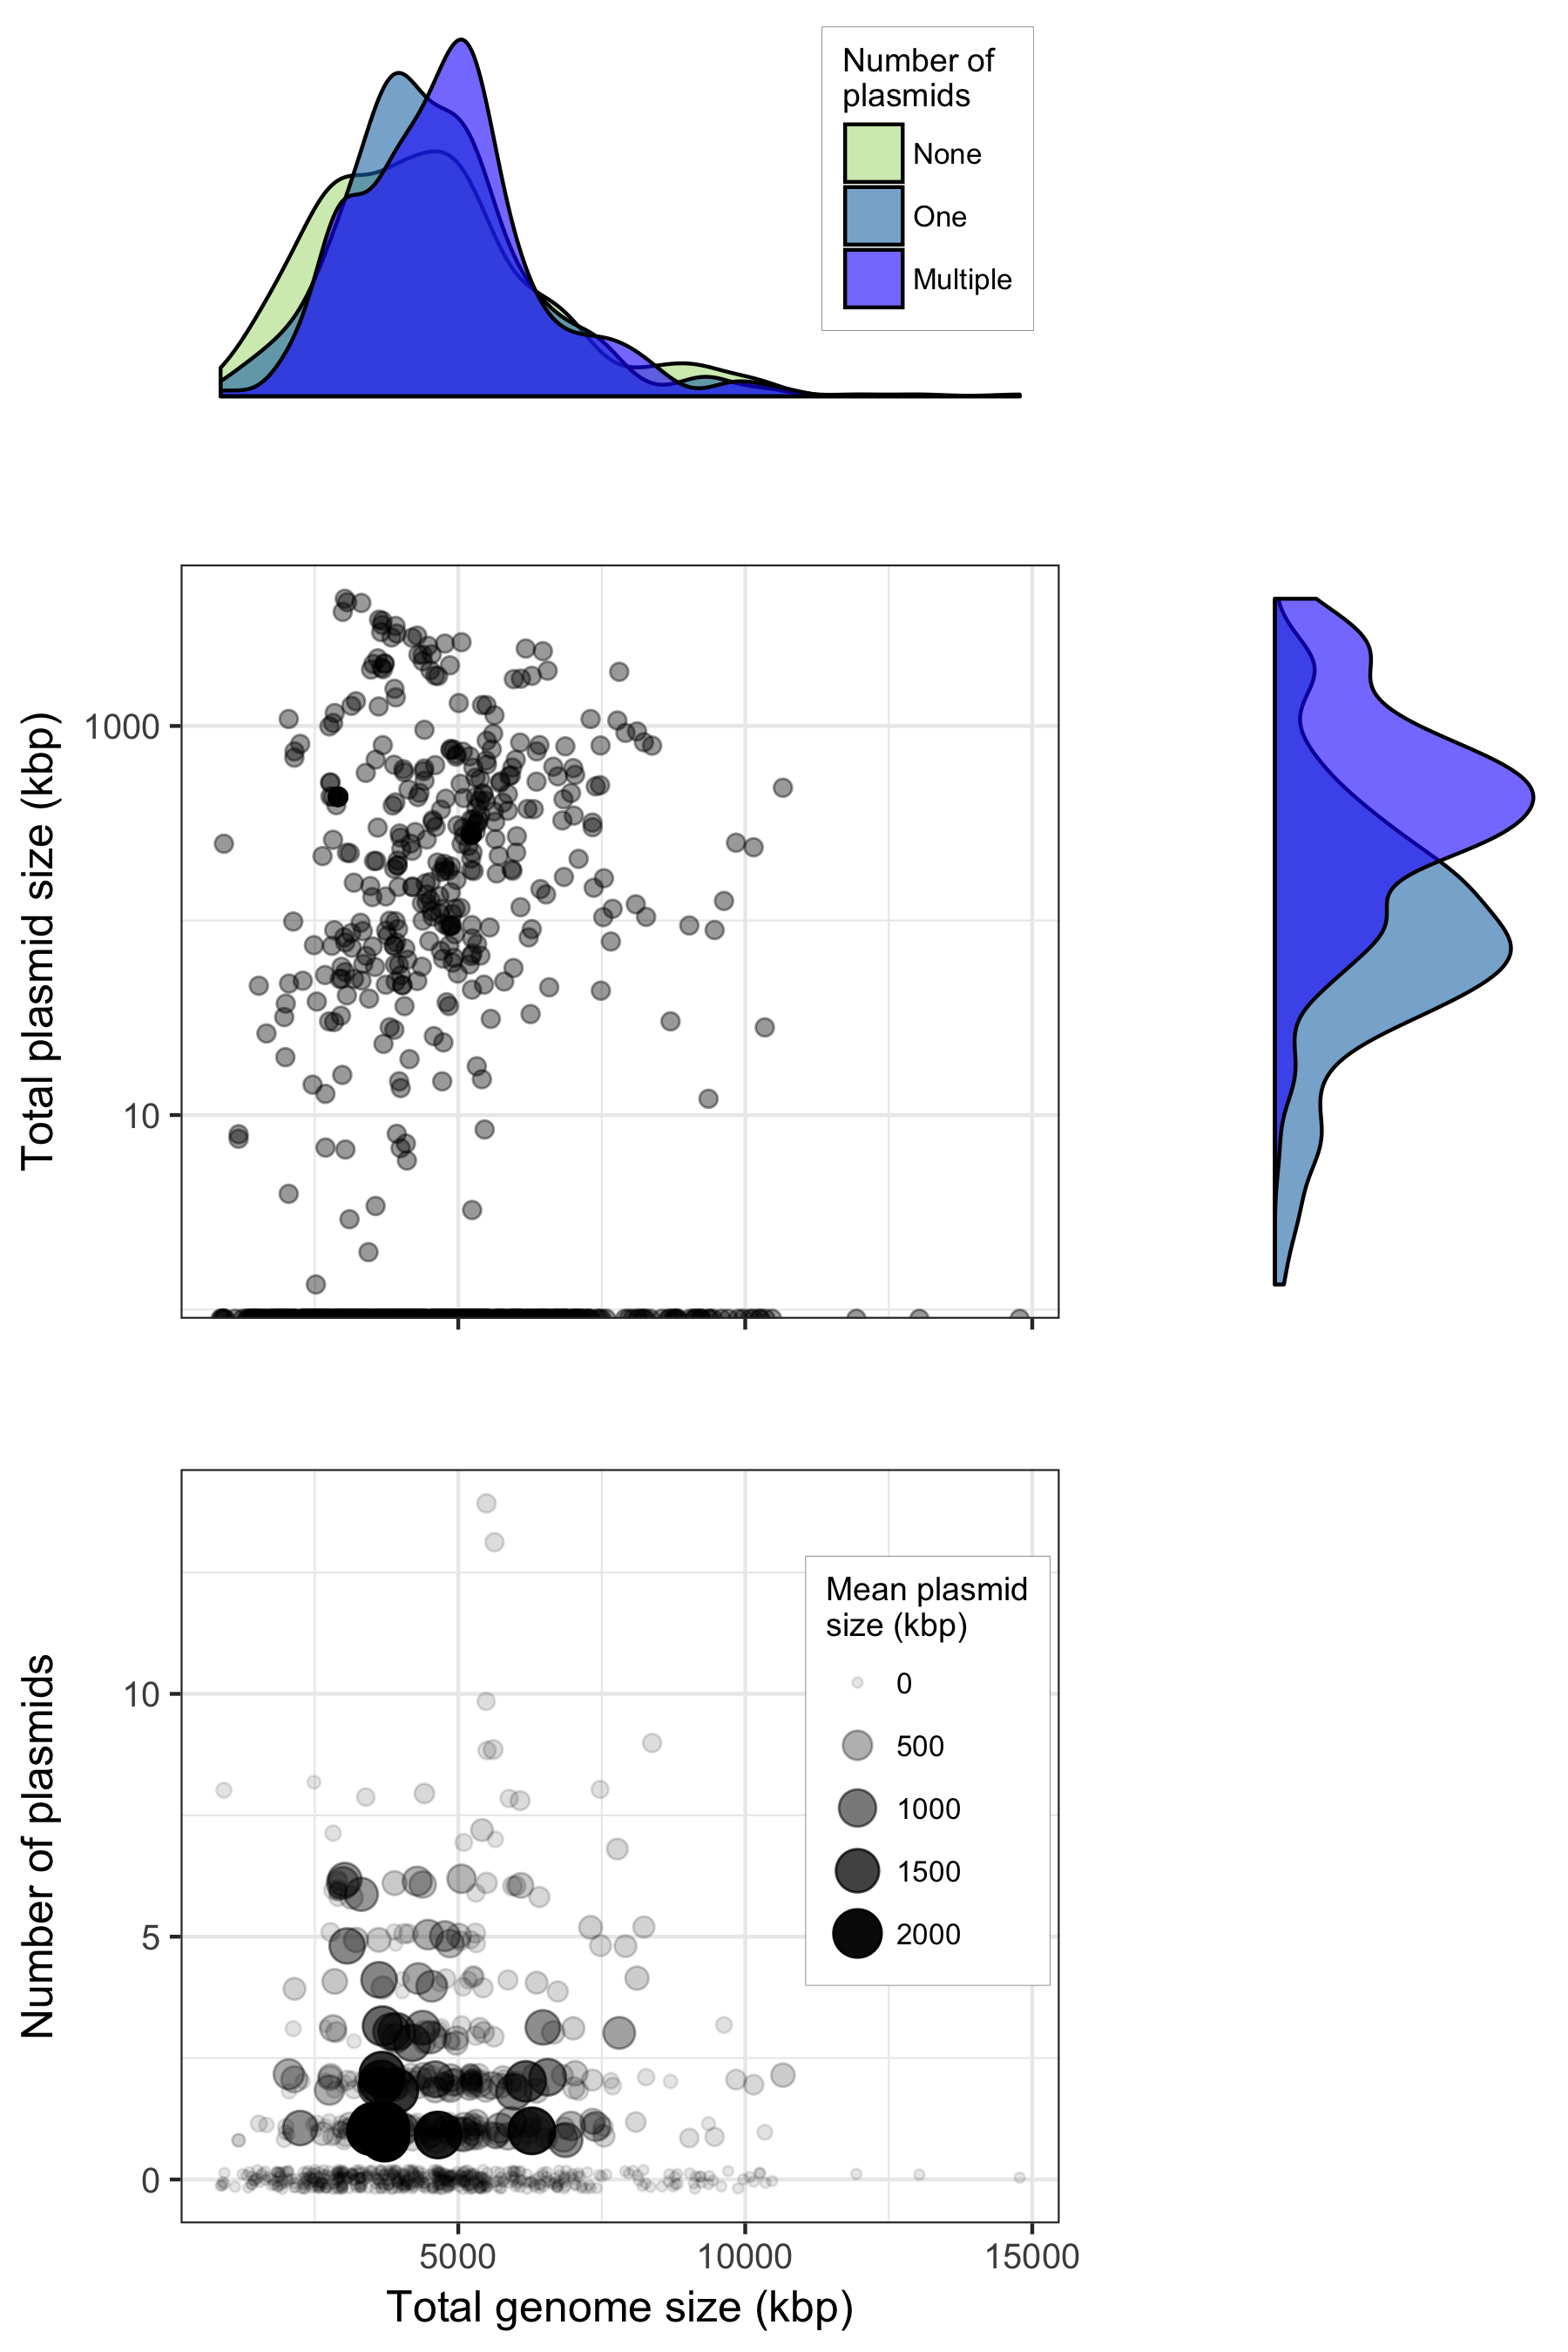 Number of
plasmids
None
One
Multiple
Total plasmid size (kbp)
1000
10
Number of plasmids
10
5
0
Mean plasmid
size (kbp)
0
500
1000
1500
2000
5000
10000
15000
Total genome size (kbp)